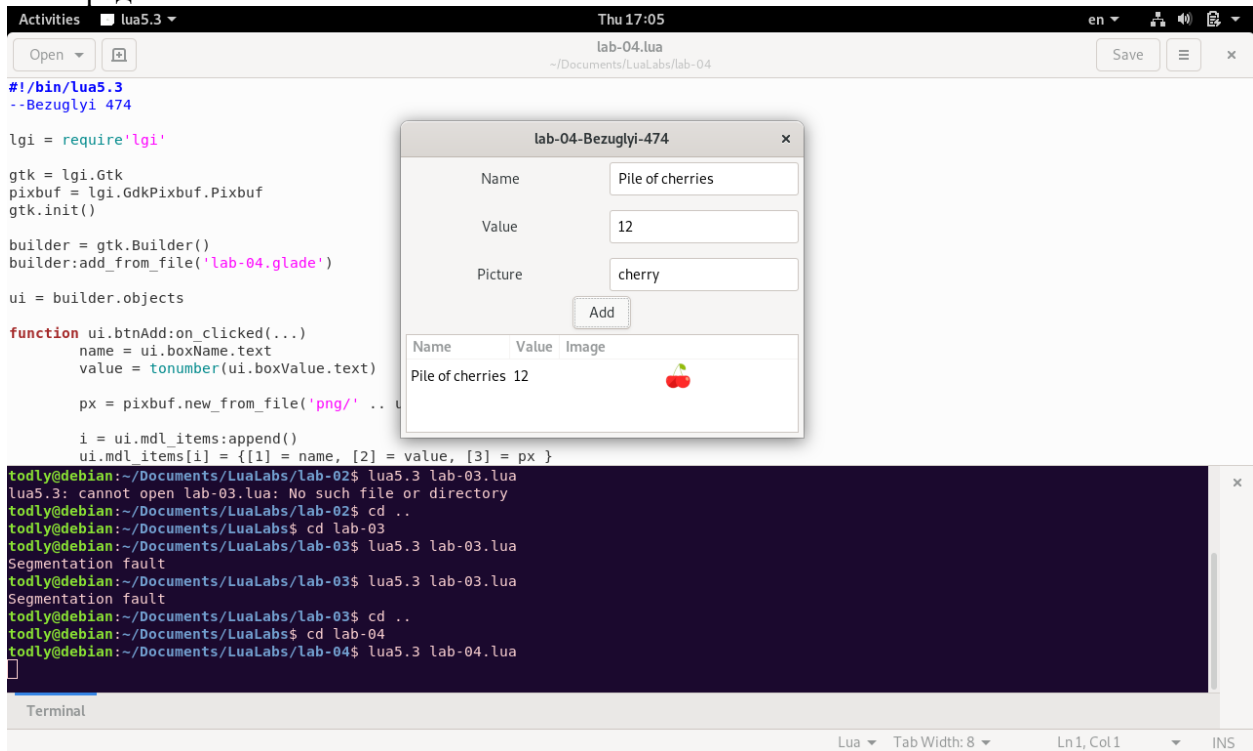 Activities lua5.3 Thu 17:05 en
Open lab-04.lua Save
~/Documents/LuaLabs/lab-04
#!/bin/lua5.3
--Bezuglyi 474
lgi = require'lgi'
gtk = lgi.Gtk
pixbuf = lgi.GdkPixbuf.Pixbuf
gtk.init()
builder = gtk.Builder()
builder:add_from_file('lab-04.glade')
ui = builder.objects
function ui.btnAdd:on_clicked(...)
name = ui.boxName.text
value = tonumber(ui.boxValue.text)
px = pixbuf.new_from_file('png/' .. u
i = ui.mdl_items:append()
ui.mdl_items[i] = {[1] = name, [2] = value, [3] = px }
lab-04-Bezuglyi-474
Name Pile of cherries
Value 12
Picture cherry
Add
Name Value Image
Pile of cherries 12
todly@debian:~/Documents/LuaLabs/lab-02$ lua5.3 lab-03.lua
lua5.3: cannot open lab-03.lua: No such file or directory
todly@debian:~/Documents/LuaLabs/lab-02$ cd ..
todly@debian:~/Documents/LuaLabs$ cd lab-03
todly@debian:~/Documents/LuaLabs/lab-03$ lua5.3 lab-03.lua
Segmentation fault
todly@debian:~/Documents/LuaLabs/lab-03$ lua5.3 lab-03.lua
Segmentation fault
todly@debian:~/Documents/LuaLabs/lab-03$ cd ..
todly@debian:~/Documents/LuaLabs$ cd lab-04
todly@debian:~/Documents/LuaLabs/lab-04$ lua5.3 lab-04.lua
Terminal
Lua Tab Width: 8 Ln 1, Col 1 INS